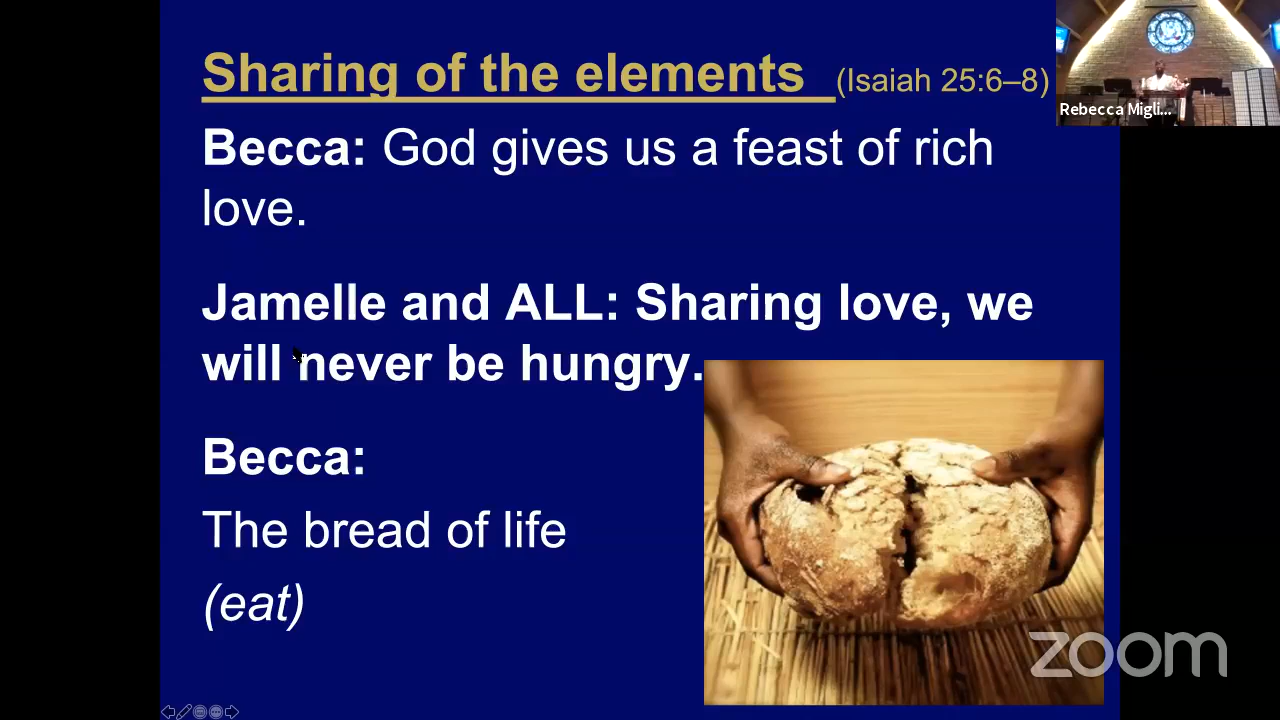 Sharing of the elements (Isaiah 25:6–8)
Rebecca Migli...
Becca: God gives us a feast of rich
love.
Jamelle and ALL: Sharing love, we
will never be hungry.
Becca:
The bread of life
(eat)
zoom